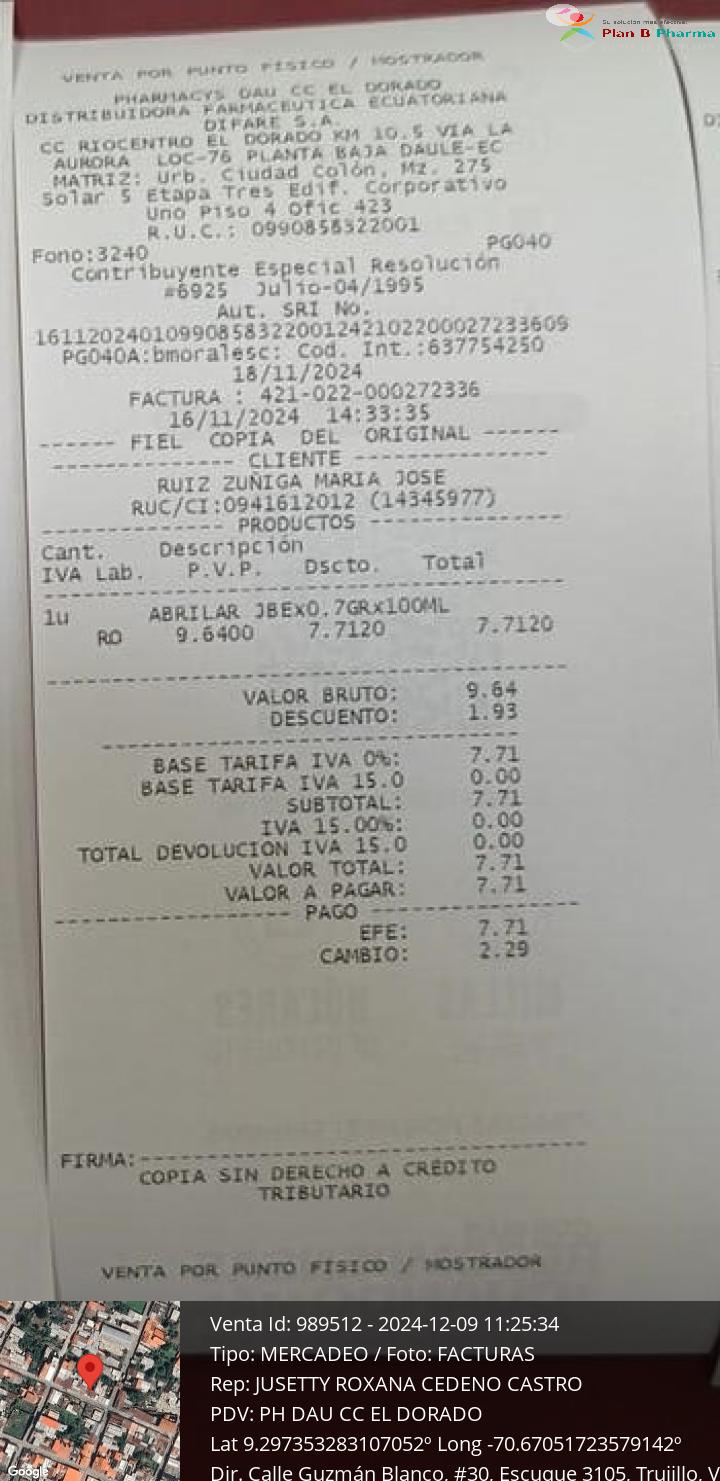 Su solución más efectiva!
Plan B Pharma
VENTA POR PUNTO FÍSICO / MOSTRADOR
PHARMACYS DAU CC EL DORADO
DISTRIBUIDORA FARMACEUTICA ECUATORIANA
DIFARE S.A.
CC RIOCENTRO EL DORADO KM 10.5 VIA LA
AURORA LOC-76 PLANTA BAJA DAULE-EC
MATRIZ: Urb. Ciudad Colón, Mz. 275
Solar 5 Etapa Tres Edif. Corporativo
Uno Piso 4 Ofic 423
R.U.C.: 0990858322001
Fono:3240 PG040
Contribuyente Especial Resolución
#6925 Julio-04/1995
Aut. SRI No.
16112024010990858322001242102200027233609
PG040A:bmoralesc: Cod. Int.:637754250
18/11/2024
FACTURA : 421-022-000272336
16/11/2024 14:33:35
------ FIEL COPIA DEL ORIGINAL ------
-------------- CLIENTE ---------------
RUIZ ZUÑIGA MARIA JOSE
RUC/CI:0941612012 (14345977)
-------------- PRODUCTOS ---------------
Cant. Descripción
IVA Lab. P.V.P. Dscto. Total
1u ABRILAR JBEx0.7GRx100ML
RO 9.6400 7.7120 7.7120
VALOR BRUTO: 9.64
DESCUENTO: 1.93
BASE TARIFA IVA 0%: 7.71
BASE TARIFA IVA 15.0 0.00
SUBTOTAL: 7.71
IVA 15.00%: 0.00
TOTAL DEVOLUCION IVA 15.0 0.00
VALOR TOTAL: 7.71
VALOR A PAGAR: 7.71
------------------ PAGO ----------------
EFE: 7.71
CAMBIO: 2.29
FIRMA:----------------------------------
COPIA SIN DERECHO A CRÉDITO
TRIBUTARIO
VENTA POR PUNTO FÍSICO / MOSTRADOR
Venta Id: 989512 - 2024-12-09 11:25:34
Tipo: MERCADEO / Foto: FACTURAS
Rep: JUSETTY ROXANA CEDENO CASTRO
PDV: PH DAU CC EL DORADO
Lat 9.297353283107052º Long -70.67051723579142º
Dir. Calle Guzmán Blanco, #30, Escuque 3105, Trujillo, V
Google